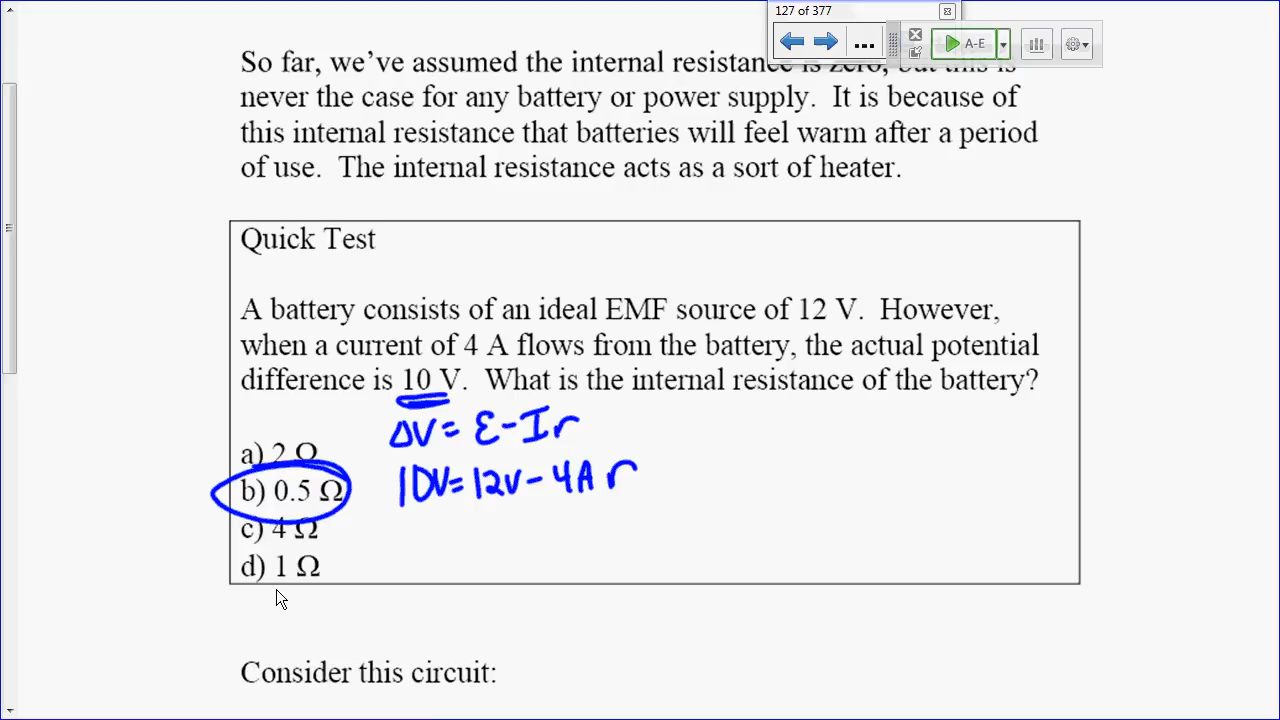 127 of 377
A-E
So far, we've assumed the internal resistance is zero, but this is
never the case for any battery or power supply. It is because of
this internal resistance that batteries will feel warm after a period
of use. The internal resistance acts as a sort of heater.
Quick Test
A battery consists of an ideal EMF source of 12 V. However,
when a current of 4 A flows from the battery, the actual potential
difference is 10 V. What is the internal resistance of the battery?
ΔV = Ɛ - Ir
a) 2 Ω
10V = 12V - 4A r
b) 0.5 Ω
c) 4 Ω
d) 1 Ω
Consider this circuit: